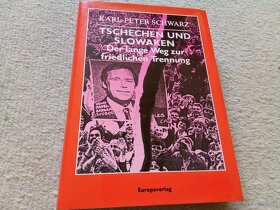 KARL-PETER SCHWARZ
TSCHECHEN UND
SLOWAKEN
Der lange Weg zur
friedlichen Trennung
Europaverlag